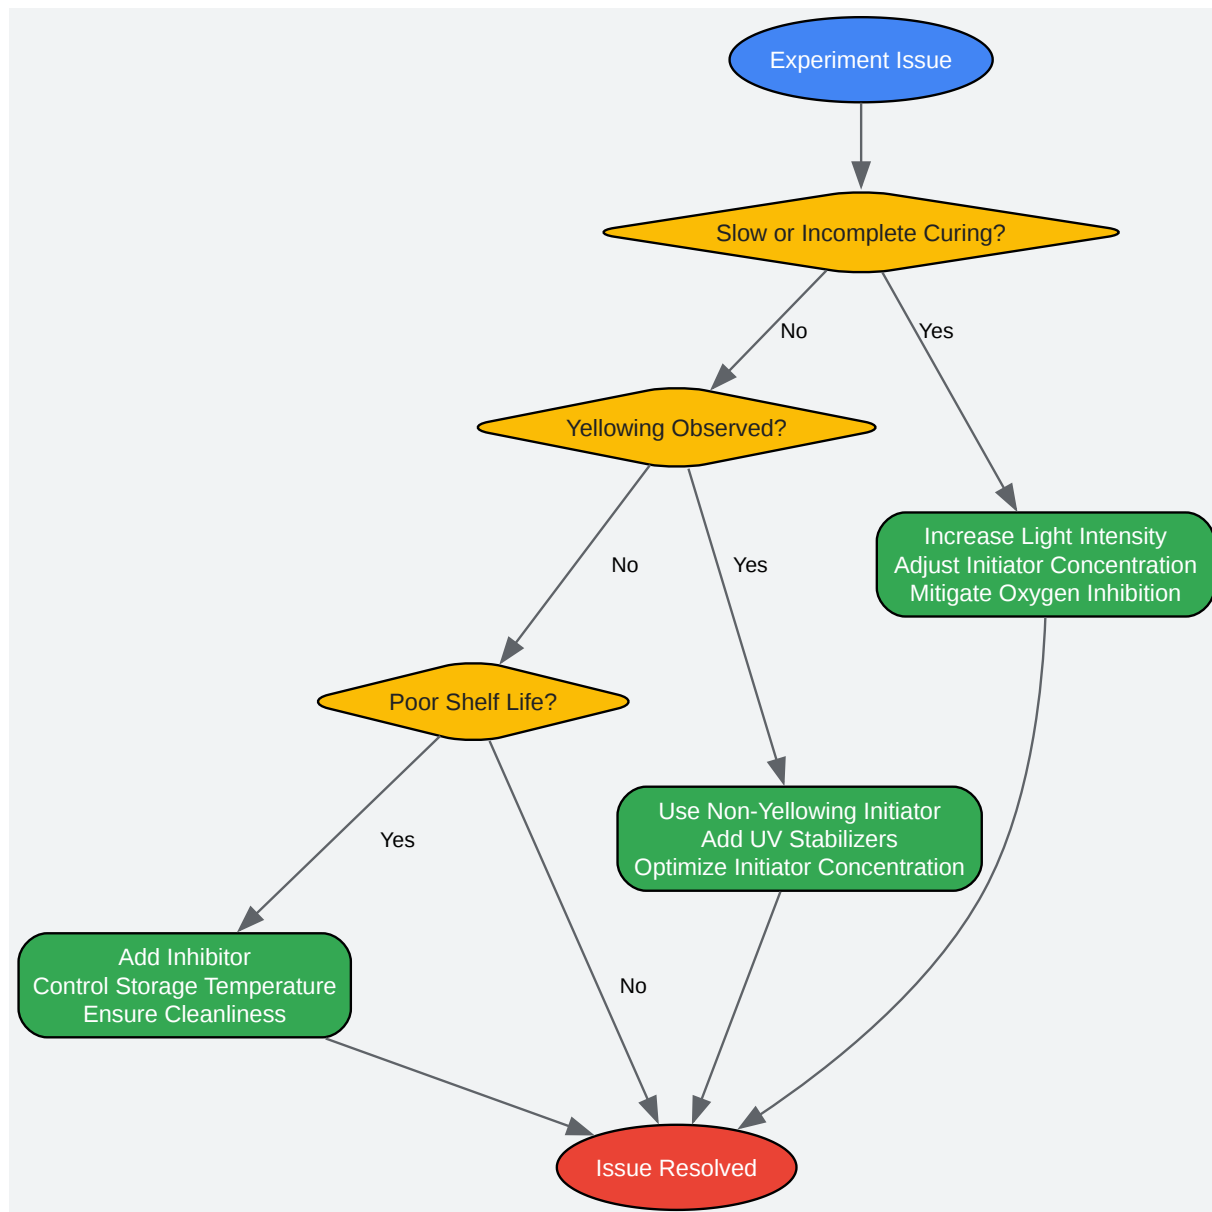 Experiment Issue
Slow or Incomplete Curing?
No
Yes
Yellowing Observed?
Increase Light Intensity
Adjust Initiator Concentration
Mitigate Oxygen Inhibition
No
Yes
Poor Shelf Life?
Use Non-Yellowing Initiator
Add UV Stabilizers
Optimize Initiator Concentration
Yes
Add Inhibitor
Control Storage Temperature
Ensure Cleanliness
No
Issue Resolved